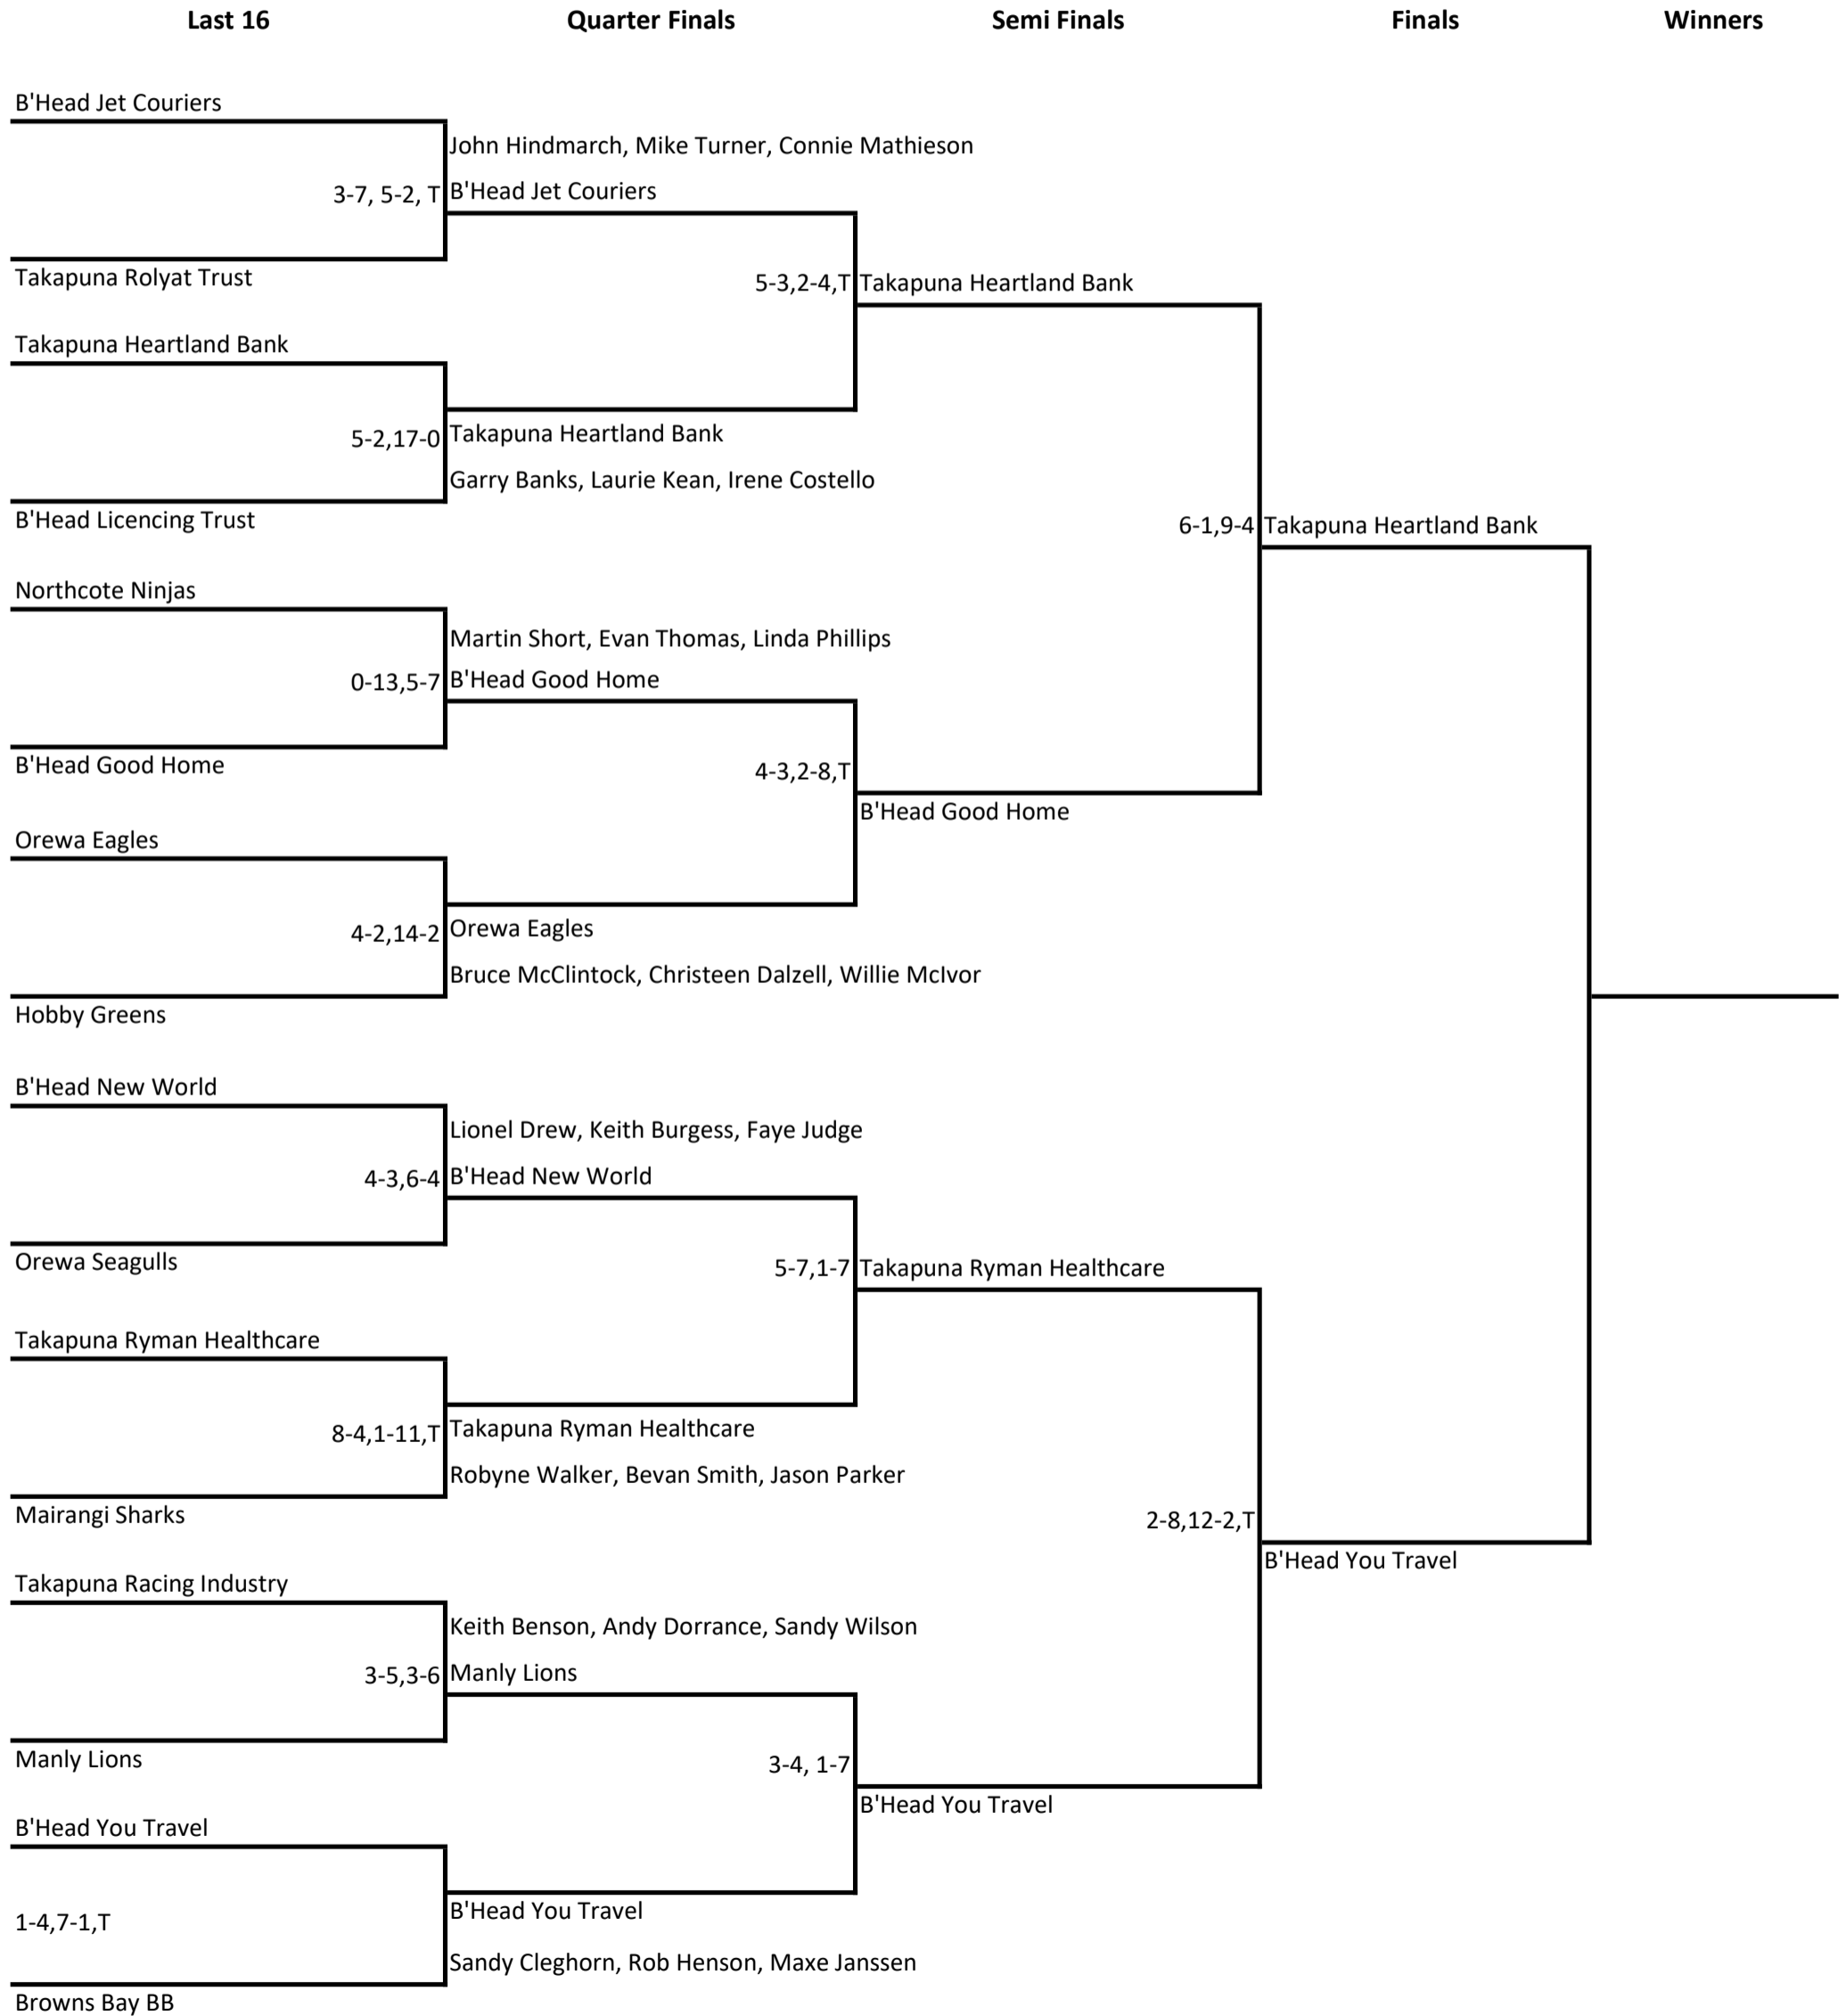 Last 16
Quarter Finals
Semi Finals
Finals
Winners
B'Head Jet Couriers
John Hindmarch, Mike Turner, Connie Mathieson
3-7, 5-2, T
B'Head Jet Couriers
Takapuna Rolyat Trust
5-3,2-4,T
Takapuna Heartland Bank
Takapuna Heartland Bank
5-2,17-0
Takapuna Heartland Bank
Garry Banks, Laurie Kean, Irene Costello
B'Head Licencing Trust
6-1,9-4
Takapuna Heartland Bank
Northcote Ninjas
Martin Short, Evan Thomas, Linda Phillips
0-13,5-7
B'Head Good Home
B'Head Good Home
4-3,2-8,T
B'Head Good Home
Orewa Eagles
4-2,14-2
Orewa Eagles
Bruce McClintock, Christeen Dalzell, Willie McIvor
Hobby Greens
B'Head New World
Lionel Drew, Keith Burgess, Faye Judge
4-3,6-4
B'Head New World
Orewa Seagulls
5-7,1-7
Takapuna Ryman Healthcare
Takapuna Ryman Healthcare
8-4,1-11,T
Takapuna Ryman Healthcare
Robyne Walker, Bevan Smith, Jason Parker
Mairangi Sharks
2-8,12-2,T
B'Head You Travel
Takapuna Racing Industry
Keith Benson, Andy Dorrance, Sandy Wilson
3-5,3-6
Manly Lions
Manly Lions
3-4, 1-7
B'Head You Travel
B'Head You Travel
1-4,7-1,T
B'Head You Travel
Sandy Cleghorn, Rob Henson, Maxe Janssen
Browns Bay BB